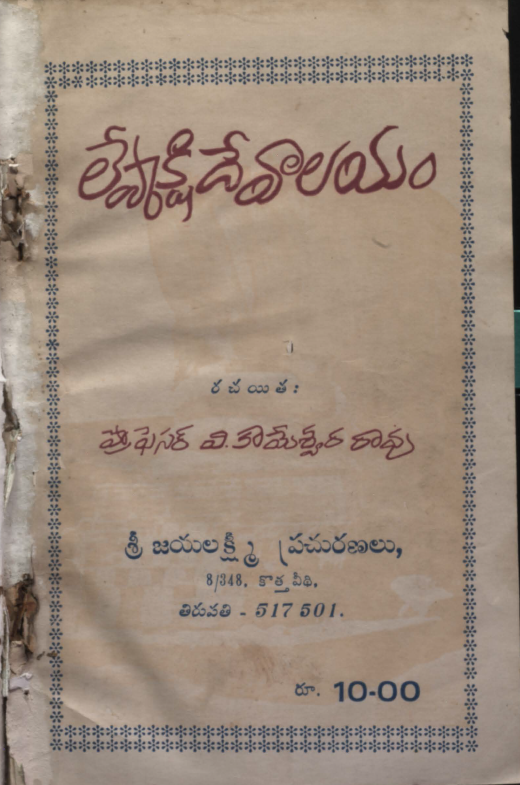 లేపాక్షి దేవాలయం
రచయిత:
ప్రొఫెసర్ వి. కామేశ్వర రావు
శ్రీ జయలక్ష్మీ ప్రచురణలు,
8/348, కొత్త వీథి,
తిరుపతి - 517 501.
రూ. 10-00